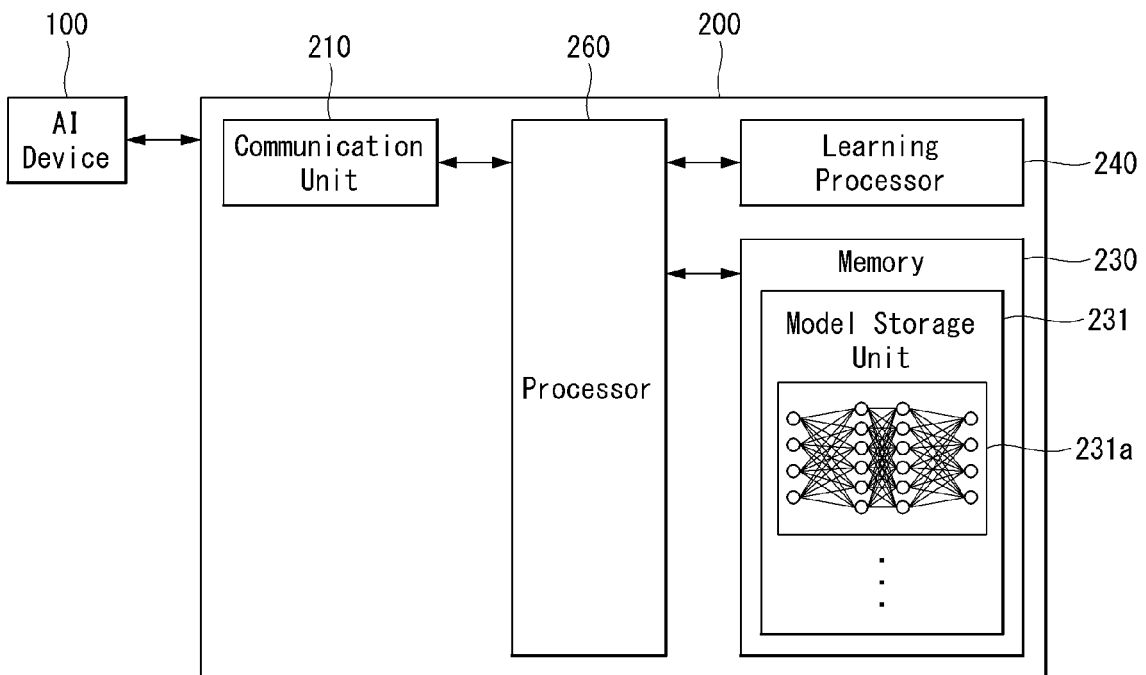 100
210
260
200
AI
Device
Communication
Unit
Processor
Learning
Processor
240
Memory
230
Model Storage
Unit
231
231a